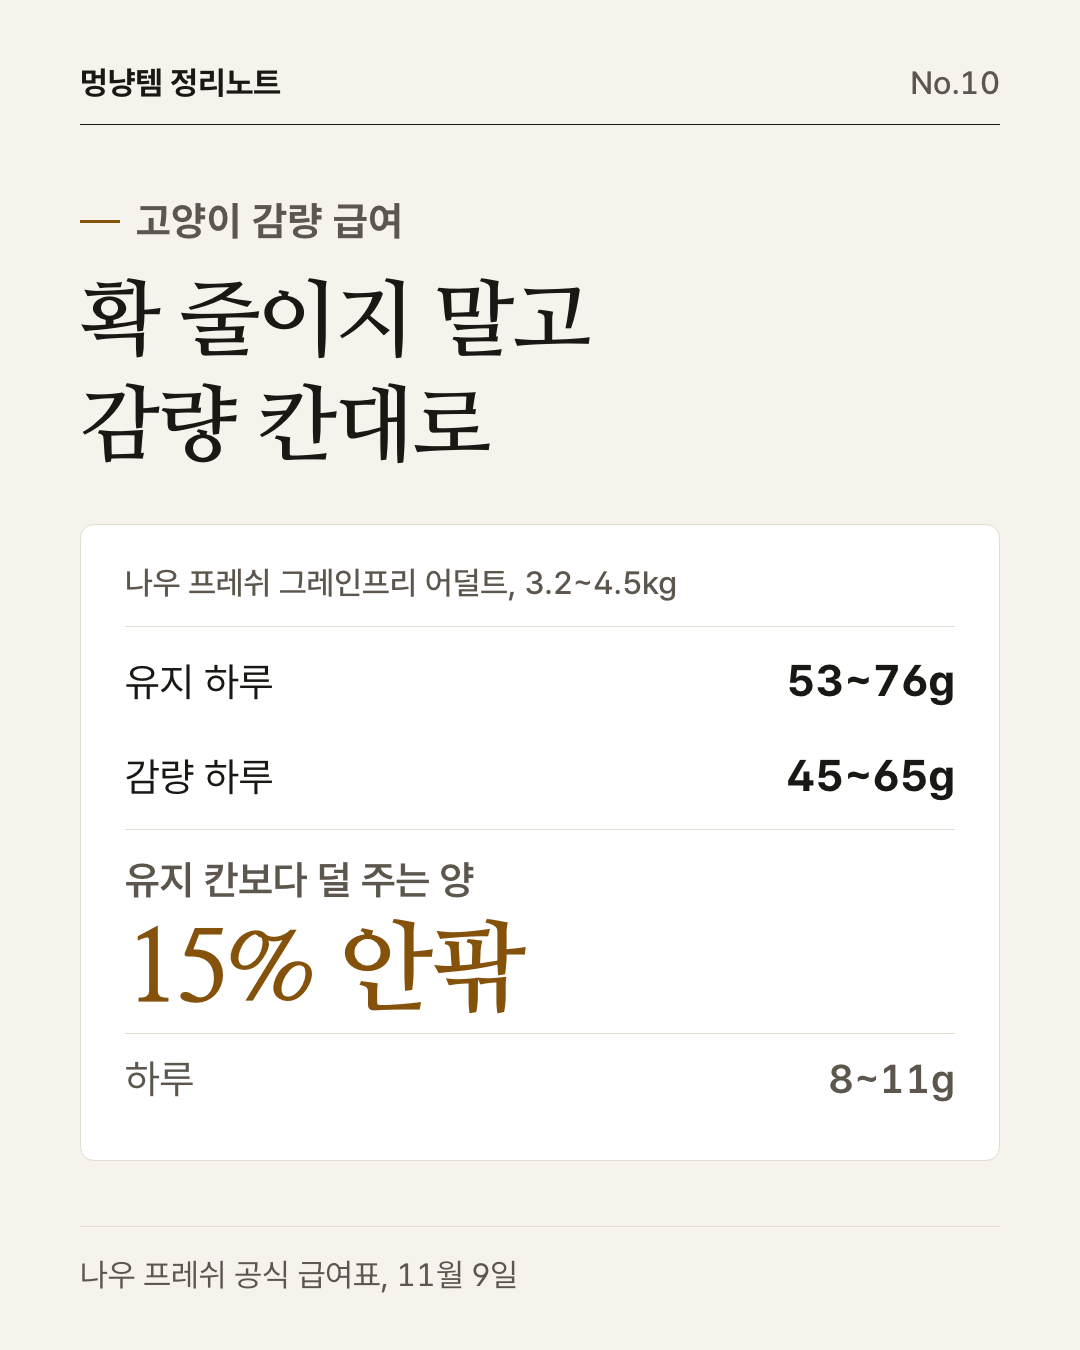 멍냥템 정리노트
No.10
고양이 감량 급여
확 줄이지 말고
감량 칸대로
나우 프레쉬 그레인프리 어덜트, 3.2~4.5kg
유지 하루 53~76g
감량 하루 45~65g
유지 칸보다 덜 주는 양
15% 안팎
하루 8~11g
나우 프레쉬 공식 급여표, 11월 9일